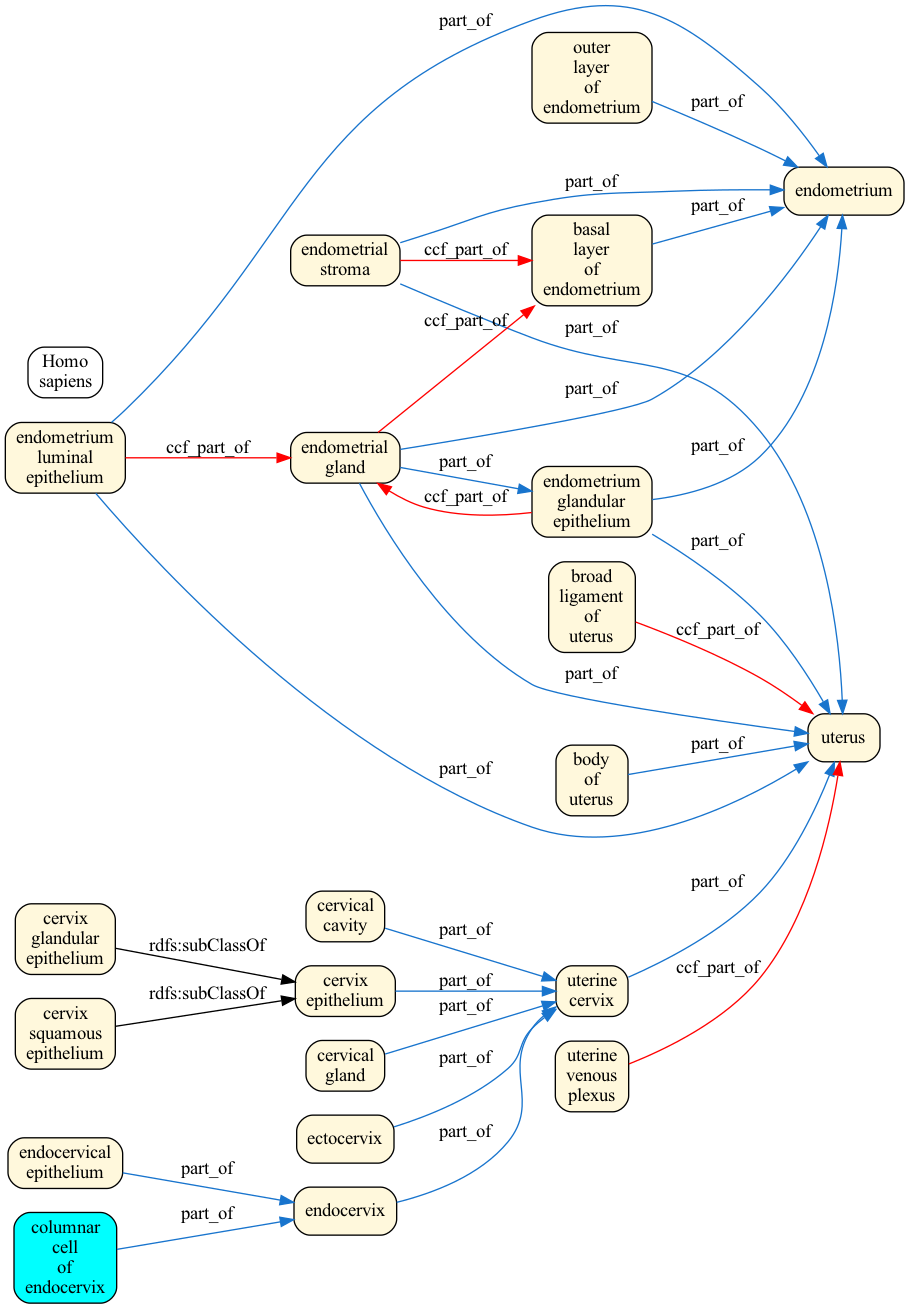 part_of
outer
layer
of
endometrium
part_of
endometrium
part_of
part_of
basal
layer
of
endometrium
endometrial
stroma
ccf_part_of
ccf_part_of
part_of
Homo
sapiens
part_of
endometrium
luminal
epithelium
ccf_part_of
endometrial
gland
part_of
part_of
ccf_part_of
endometrium
glandular
epithelium
part_of
broad
ligament
of
uterus
ccf_part_of
part_of
uterus
part_of
body
of
uterus
part_of
part_of
cervical
cavity
cervix
glandular
epithelium
rdfs:subClassOf
part_of
ccf_part_of
cervix
epithelium
part_of
uterine
cervix
rdfs:subClassOf
part_of
cervix
squamous
epithelium
cervical
gland
part_of
uterine
venous
plexus
ectocervix
part_of
endocervical
epithelium
part_of
endocervix
part_of
columnar
cell
of
endocervix